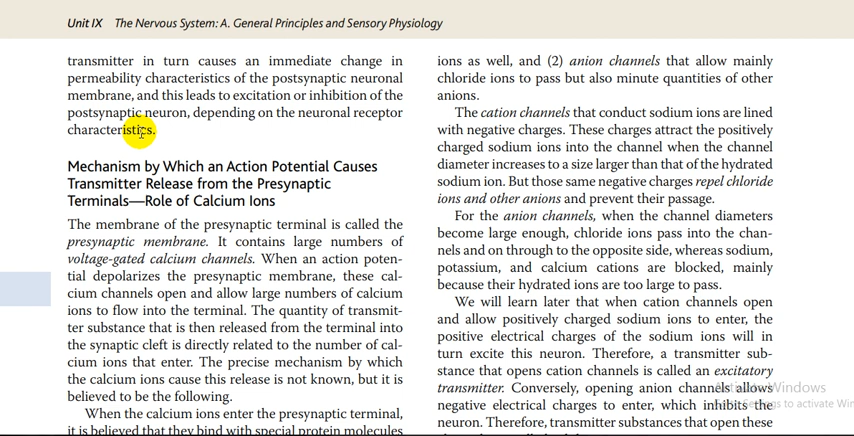 Unit IX The Nervous System: A. General Principles and Sensory Physiology
transmitter in turn causes an immediate change in
permeability characteristics of the postsynaptic neuronal
membrane, and this leads to excitation or inhibition of the
postsynaptic neuron, depending on the neuronal receptor
characteristics.
Mechanism by Which an Action Potential Causes
Transmitter Release from the Presynaptic
Terminals—Role of Calcium Ions
The membrane of the presynaptic terminal is called the
presynaptic membrane. It contains large numbers of
voltage-gated calcium channels. When an action poten-
tial depolarizes the presynaptic membrane, these cal-
cium channels open and allow large numbers of calcium
ions to flow into the terminal. The quantity of transmit-
ter substance that is then released from the terminal into
the synaptic cleft is directly related to the number of cal-
cium ions that enter. The precise mechanism by which
the calcium ions cause this release is not known, but it is
believed to be the following.
When the calcium ions enter the presynaptic terminal,
it is believed that they bind with special protein molecules
ions as well, and (2) anion channels that allow mainly
chloride ions to pass but also minute quantities of other
anions.
The cation channels that conduct sodium ions are lined
with negative charges. These charges attract the positively
charged sodium ions into the channel when the channel
diameter increases to a size larger than that of the hydrated
sodium ion. But those same negative charges repel chloride
ions and other anions and prevent their passage.
For the anion channels, when the channel diameters
become large enough, chloride ions pass into the chan-
nels and on through to the opposite side, whereas sodium,
potassium, and calcium cations are blocked, mainly
because their hydrated ions are too large to pass.
We will learn later that when cation channels open
and allow positively charged sodium ions to enter, the
positive electrical charges of the sodium ions will in
turn excite this neuron. Therefore, a transmitter sub-
stance that opens cation channels is called an excitatory
transmitter. Conversely, opening anion channels allows
negative electrical charges to enter, which inhibits the
neuron. Therefore, transmitter substances that open these
Activate Windows
Settings to activate Win